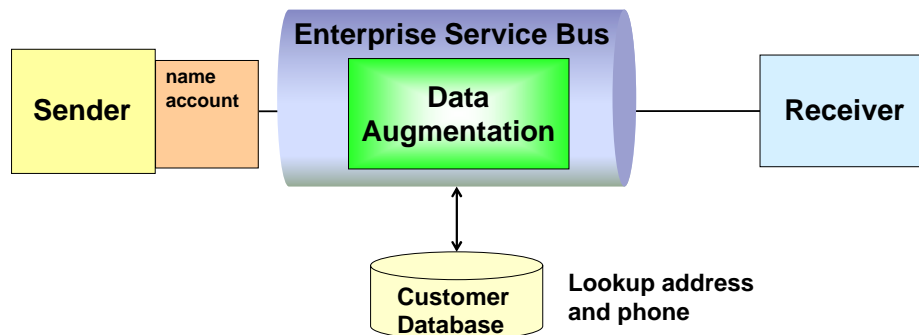 Enterprise Service Bus
Sender
name
account
Data
Augmentation
Receiver
Customer
Database
Lookup address
and phone